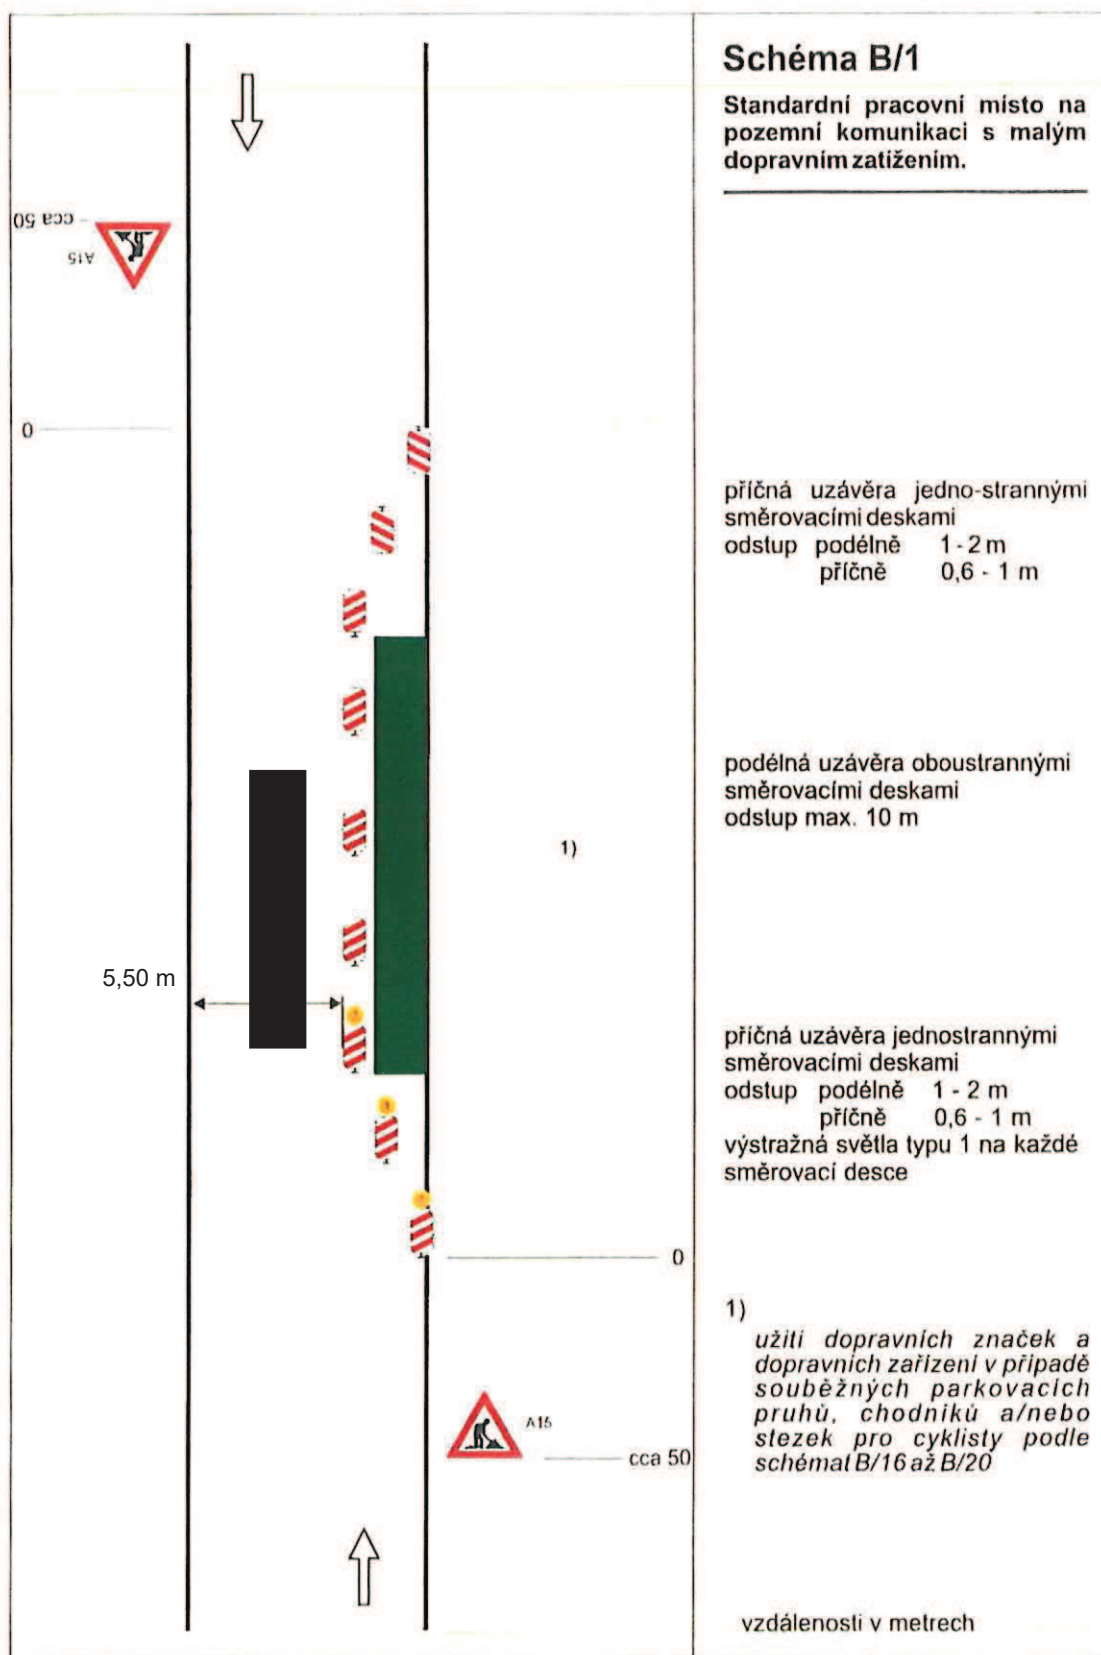 Schéma B/1
Standardní pracovní místo na
pozemní komunikaci s malým
dopravním zatížením.
cca 50
A15
0
příčná uzávěra jedno-strannými
směrovacími deskami
odstup podélně 1 - 2 m
příčně 0,6 - 1 m
podélná uzávěra oboustrannými
směrovacími deskami
odstup max. 10 m
1)
5,50 m
příčná uzávěra jednostrannými
směrovacími deskami
odstup podélně 1 - 2 m
příčně 0,6 - 1 m
výstražná světla typu 1 na každé
směrovací desce
0
1)
užití dopravních značek a
dopravních zařízení v případě
souběžných parkovacích
pruhů, chodníků a/nebo
stezek pro cyklisty podle
schémat B/16 až B/20
A15
cca 50
vzdálenosti v metrech